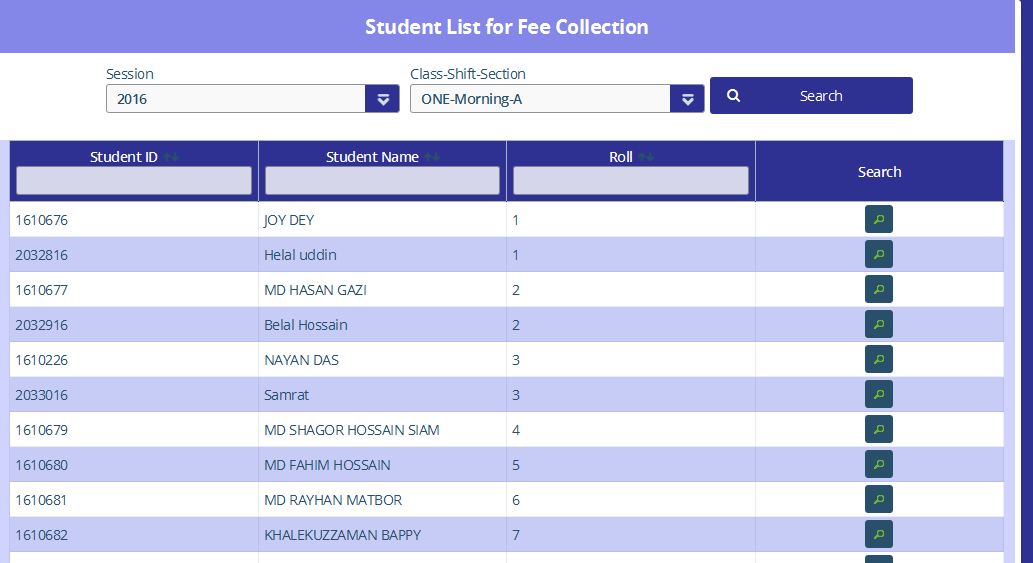 Student List for Fee Collection
Session Class-Shift-Section
2016 ONE-Morning-A Search
Student ID Student Name Roll Search
1610676 JOY DEY 1
2032816 Helal uddin 1
1610677 MD HASAN GAZI 2
2032916 Belal Hossain 2
1610226 NAYAN DAS 3
2033016 Samrat 3
1610679 MD SHAGOR HOSSAIN SIAM 4
1610680 MD FAHIM HOSSAIN 5
1610681 MD RAYHAN MATBOR 6
1610682 KHALEKUZZAMAN BAPPY 7